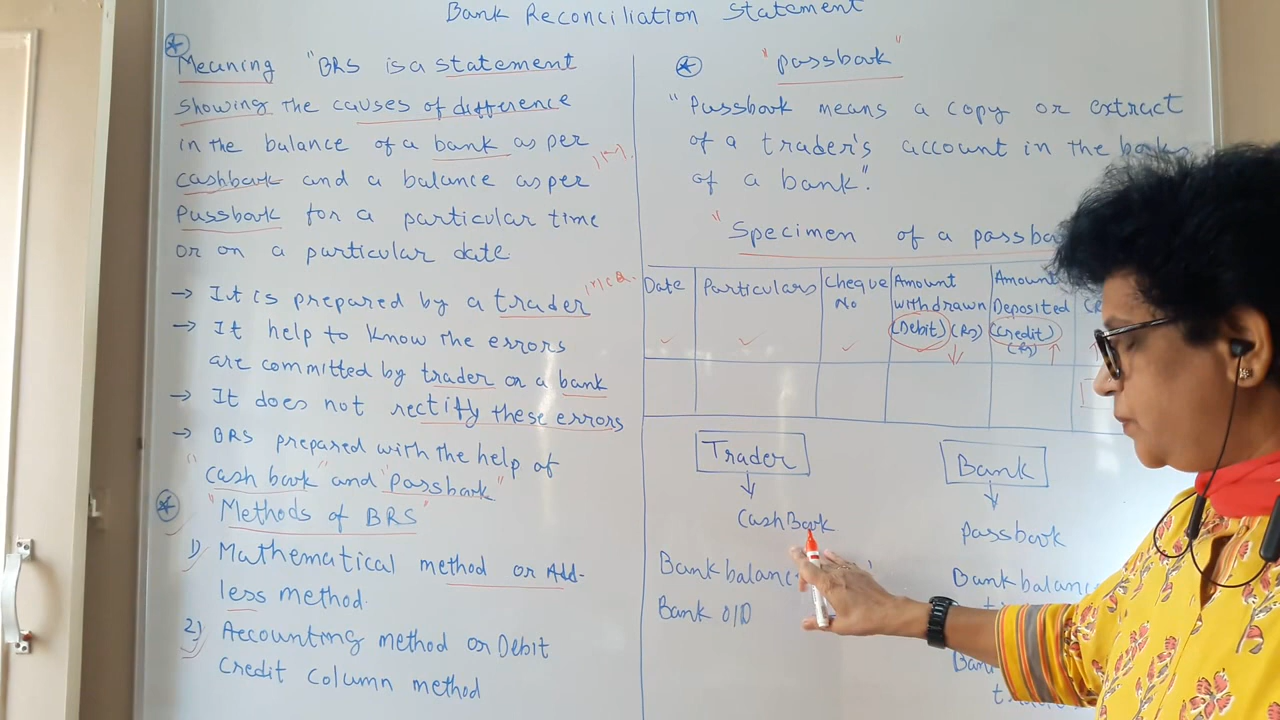 Bank Reconciliation Statement
Meaning "BRS is a statement
showing the causes of difference
in the balance of a bank as per
cashbook and a balance as per
Passbook for a particular time
or on a particular date.
→ It is prepared by a trader
→ It help to know the errors
are committed by trader or a bank
→ It does not rectify these errors
→ BRS prepared with the help of
"Cash book" and "Passbook"
"Methods of BRS"
1) Mathematical method or Add-
less method.
2) Accounting method or Debit
Credit column method
"Passbook"
"Passbook means a copy or extract
of a trader's account in the books
of a bank".
"Specimen of a
Date Particulars Cheque No Amount withdrawn (Debit) (Rs) Amount Deposited (Credit) (Rs)
Trader Bank
Cash Book Passbook
Bank
Bank O/D